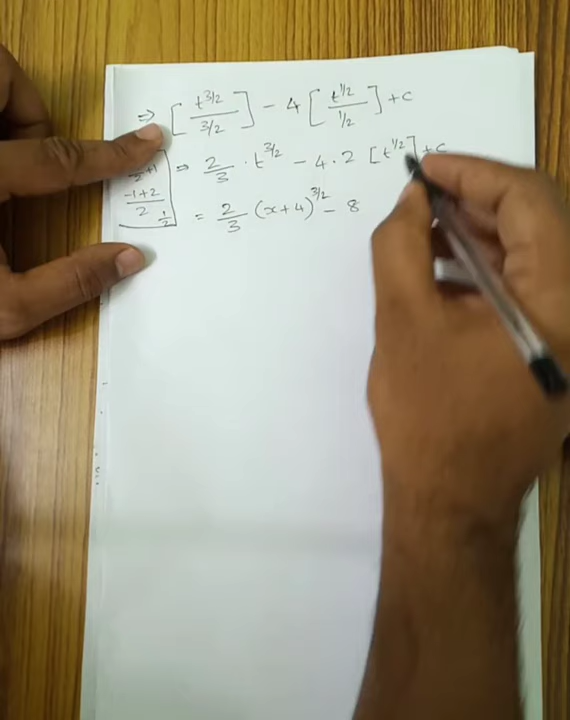 ⇒ [t^3/2 / 3/2] - 4 [t^1/2 / 1/2] + c
⇒ 2/3 · t^3/2 - 4 · 2 [t^1/2] + c
+1
-1+2 / 2
1/2
= 2/3 (x+4)^3/2 - 8